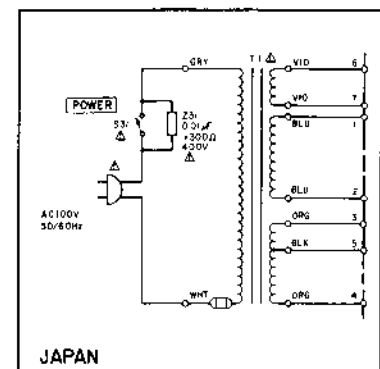 GRY
T1
VIO
6
POWER
S31
Z31
0.01μF
+300Ω
400V
VIO
7
BLU
1
AC100V
50/60Hz
BLU
2
ORG
3
BLK
5
WHT
ORG
4
JAPAN